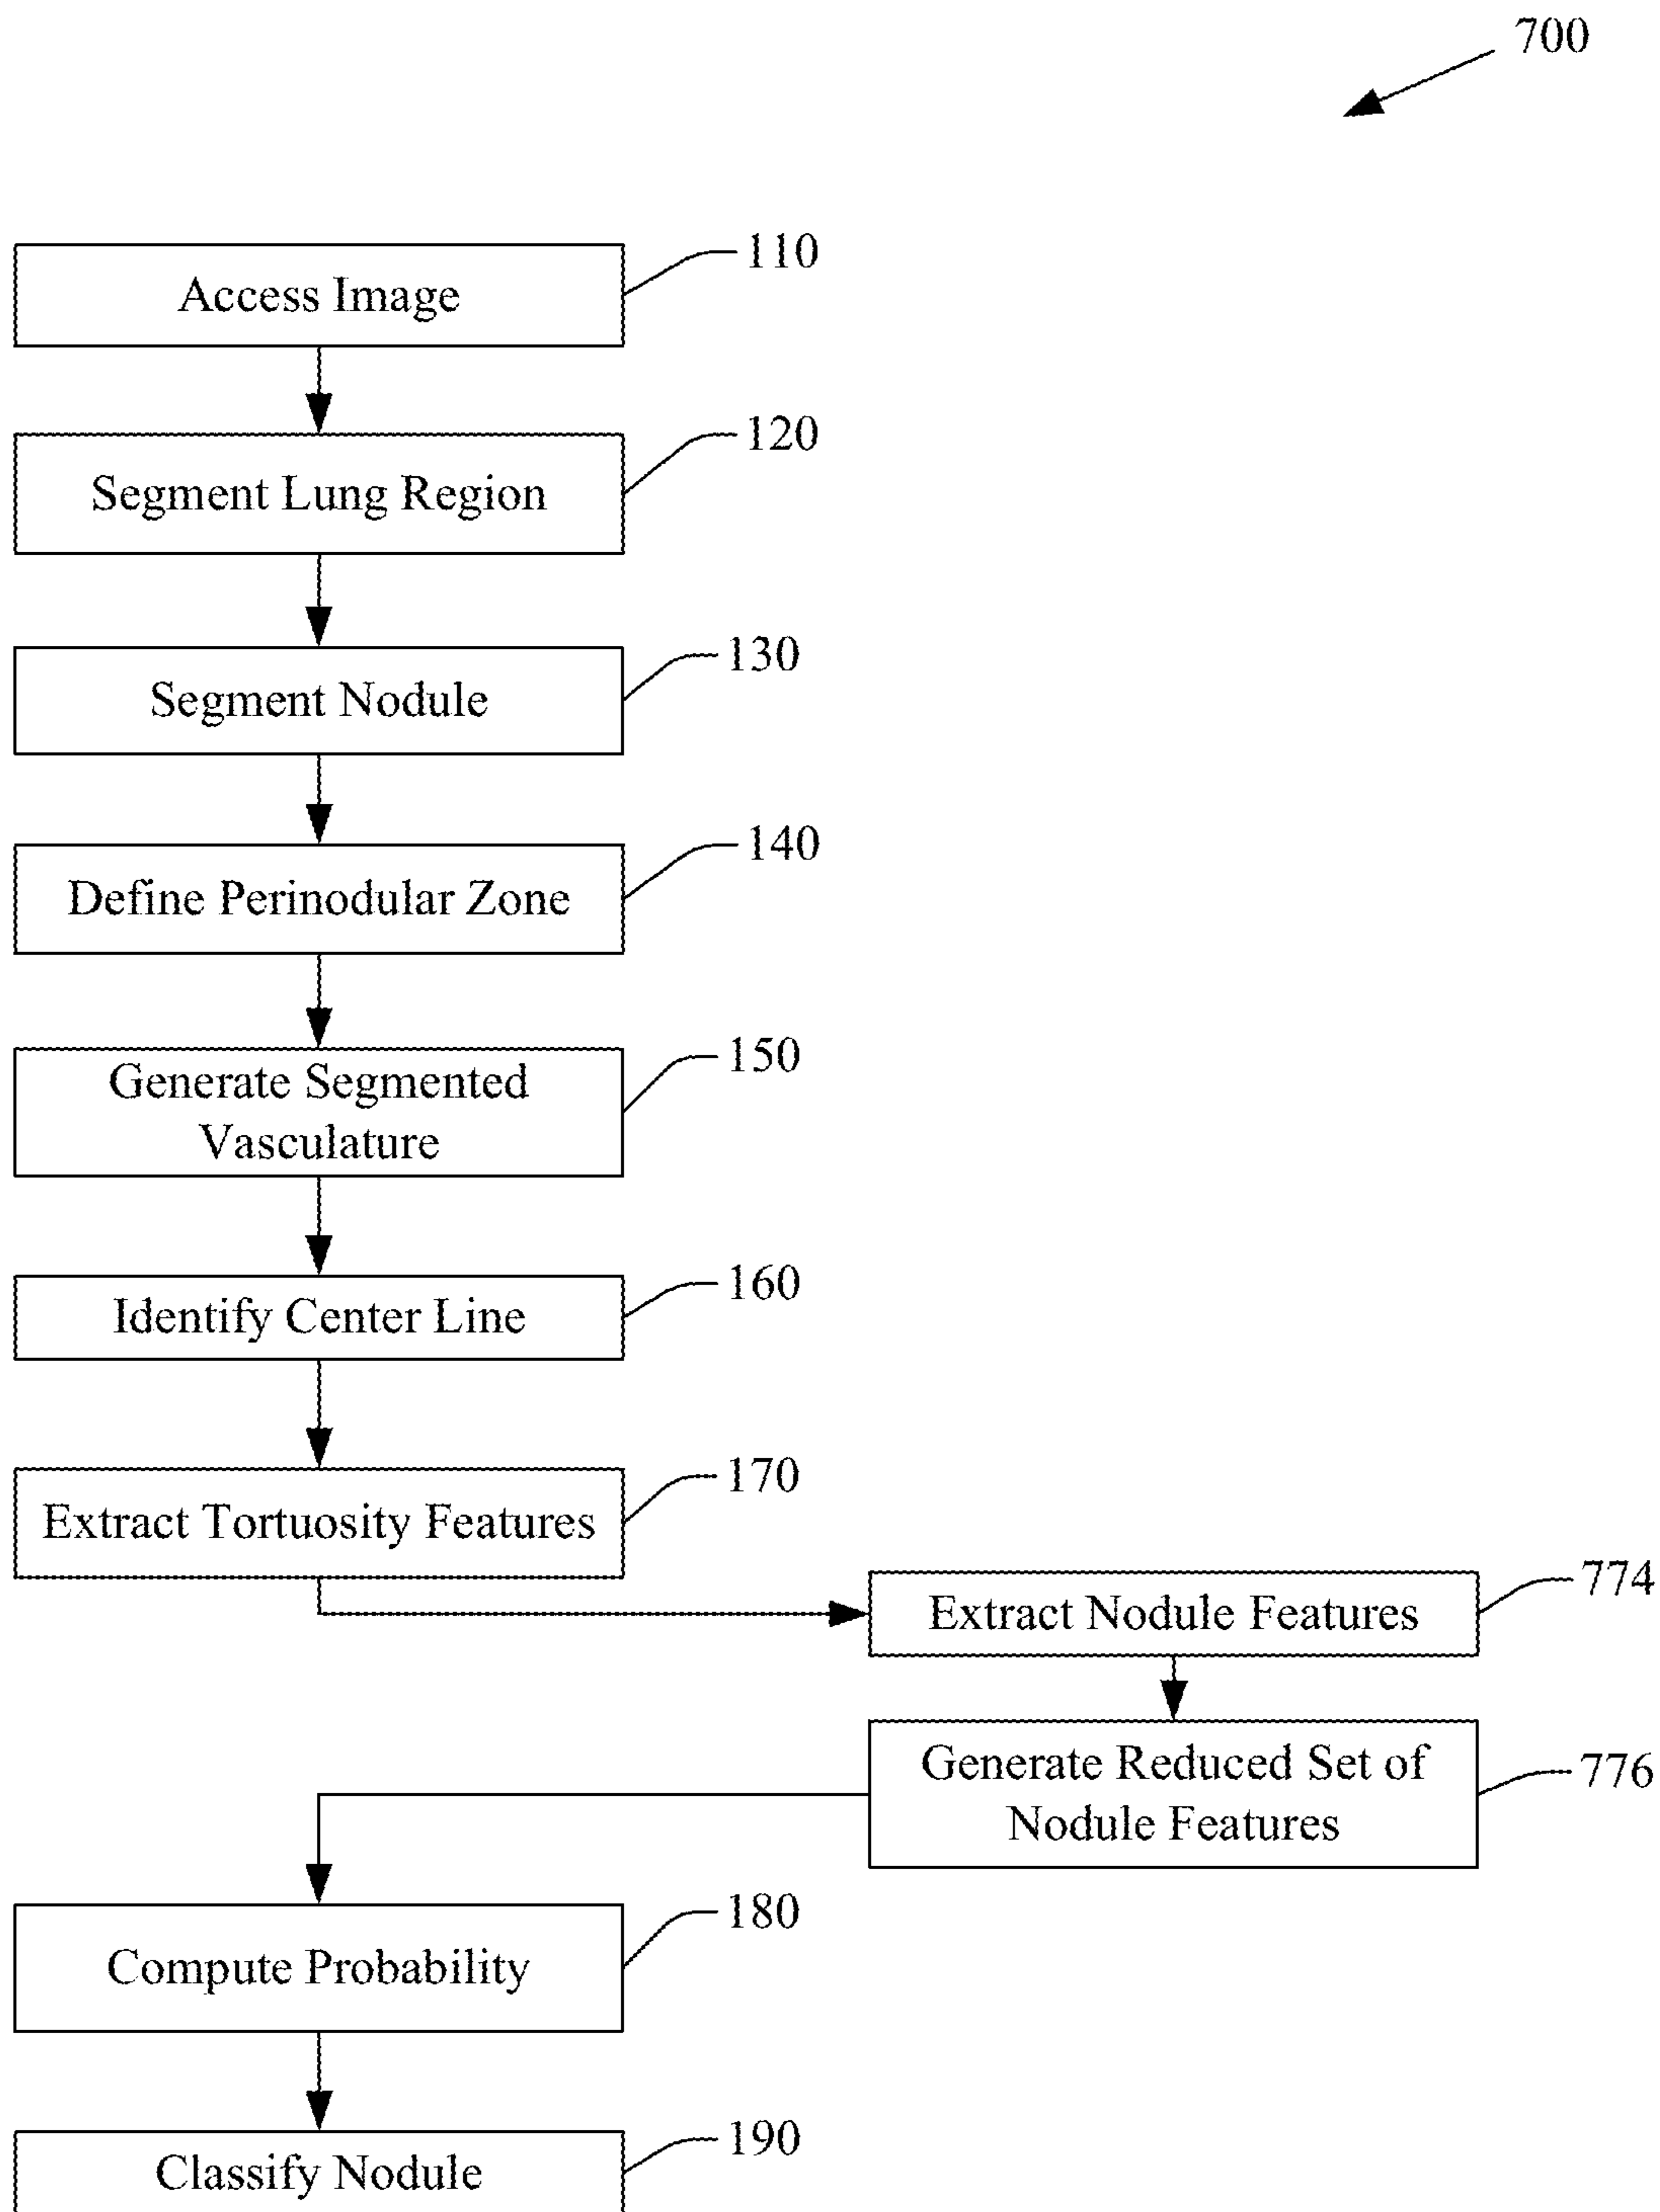 700
Access Image
110
Segment Lung Region
120
Segment Nodule
130
Define Perinodular Zone
140
Generate Segmented
Vasculature
150
Identify Center Line
160
Extract Tortuosity Features
170
Extract Nodule Features
774
Generate Reduced Set of
Nodule Features
776
Compute Probability
180
Classify Nodule
190